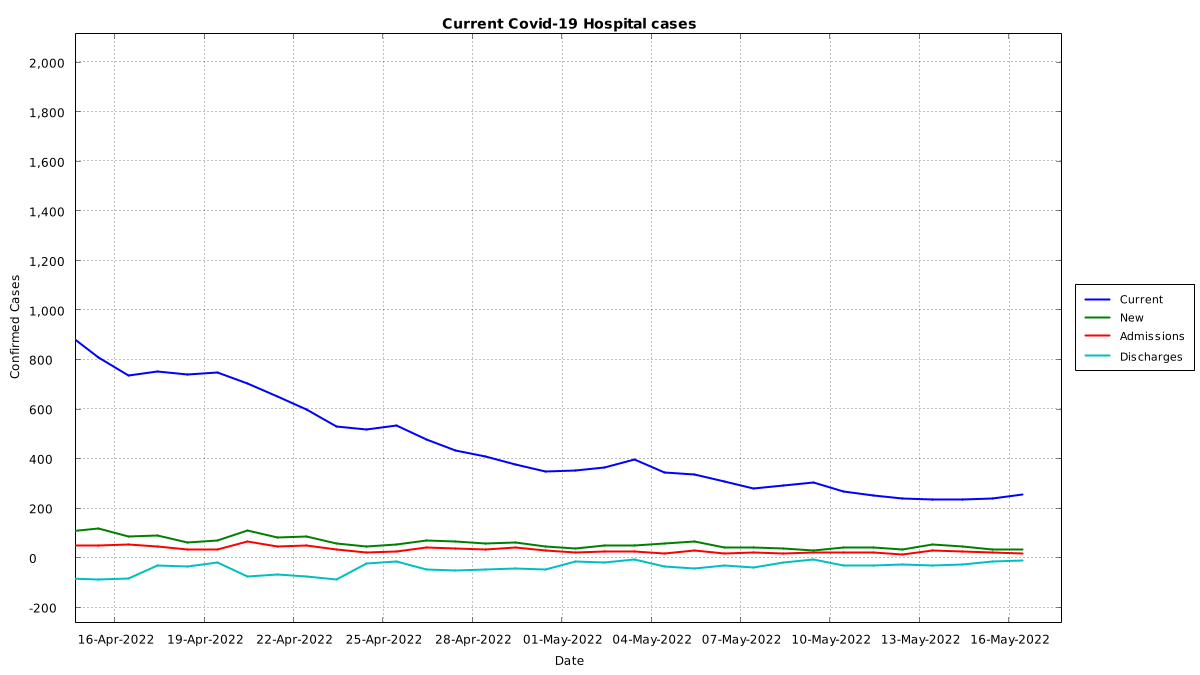 Current Covid-19 Hospital cases
2,000
1,800
1,600
1,400
1,200
1,000
800
600
400
200
0
-200
Confirmed Cases
16-Apr-2022 19-Apr-2022 22-Apr-2022 25-Apr-2022 28-Apr-2022 01-May-2022 04-May-2022 07-May-2022 10-May-2022 13-May-2022 16-May-2022
Date
Current
New
Admissions
Discharges